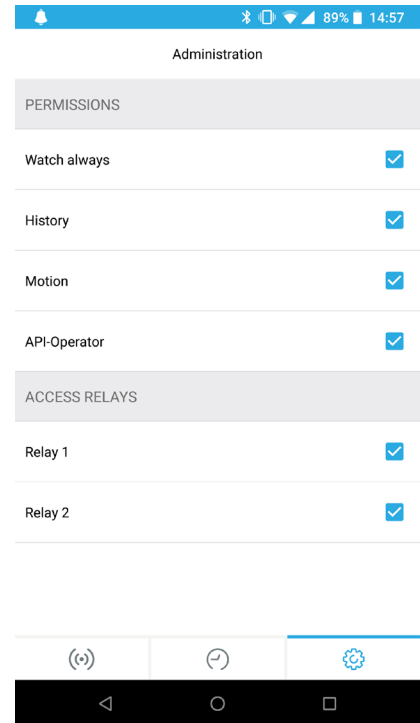 89% 14:57
Administration
PERMISSIONS
Watch always
History
Motion
API-Operator
ACCESS RELAYS
Relay 1
Relay 2